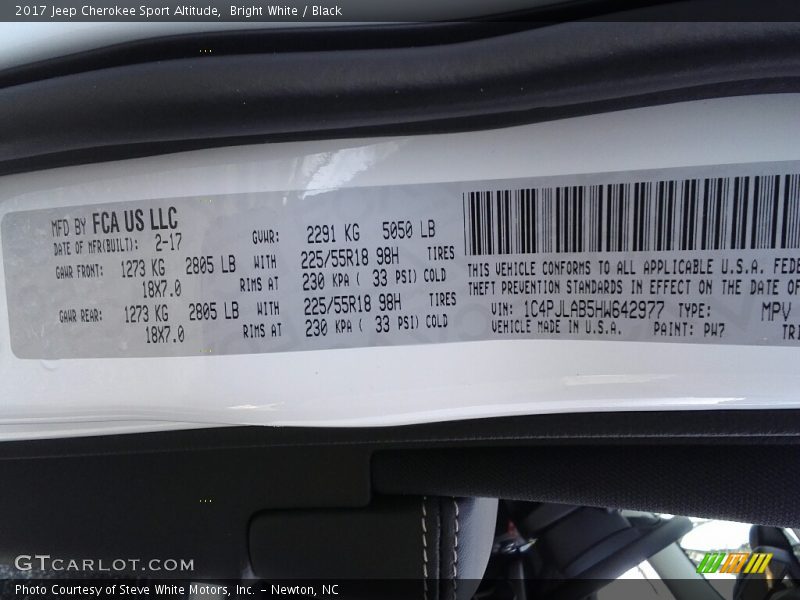 2017 Jeep Cherokee Sport Altitude, Bright White / Black
MFD BY FCA US LLC
DATE OF MFR(BUILT): 2-17 GVWR: 2291 KG 5050 LB
GAWR FRONT: 1273 KG 2805 LB WITH 225/55R18 98H TIRES
18X7.0 RIMS AT 230 KPA ( 33 PSI) COLD
GAWR REAR: 1273 KG 2805 LB WITH 225/55R18 98H TIRES
18X7.0 RIMS AT 230 KPA ( 33 PSI) COLD
THIS VEHICLE CONFORMS TO ALL APPLICABLE U.S.A. FEDE
THEFT PREVENTION STANDARDS IN EFFECT ON THE DATE OF
VIN: 1C4PJLAB5HW642977 TYPE: MPV
VEHICLE MADE IN U.S.A. PAINT: PW7 TRI
GTCARLOT.COM
Photo Courtesy of Steve White Motors, Inc. – Newton, NC